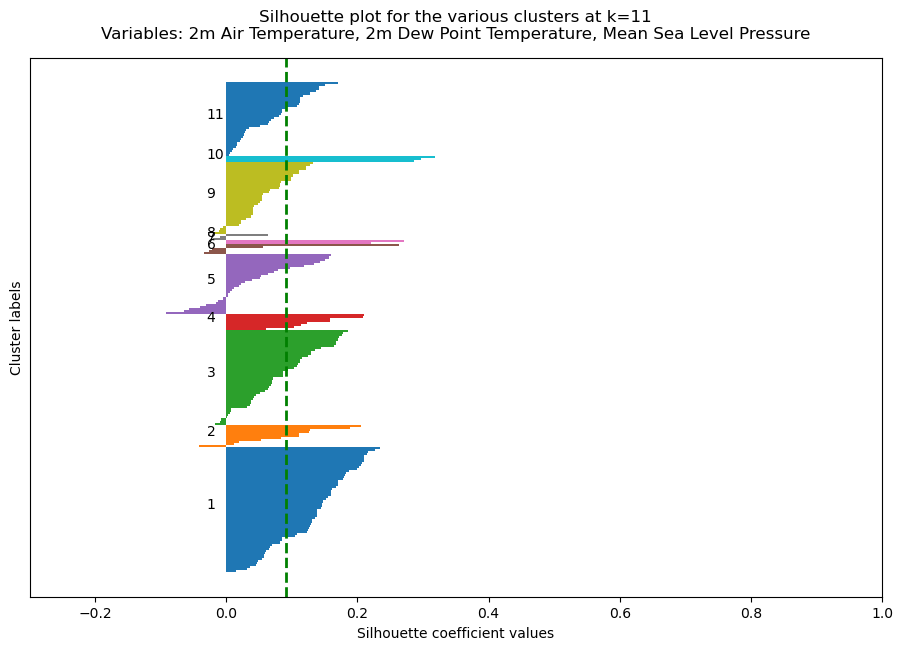 Silhouette plot for the various clusters at k=11
Variables: 2m Air Temperature, 2m Dew Point Temperature, Mean Sea Level Pressure
11
10
9
8
7
6
5
4
3
2
1
Cluster labels
−0.2 0.0 0.2 0.4 0.6 0.8 1.0
Silhouette coefficient values